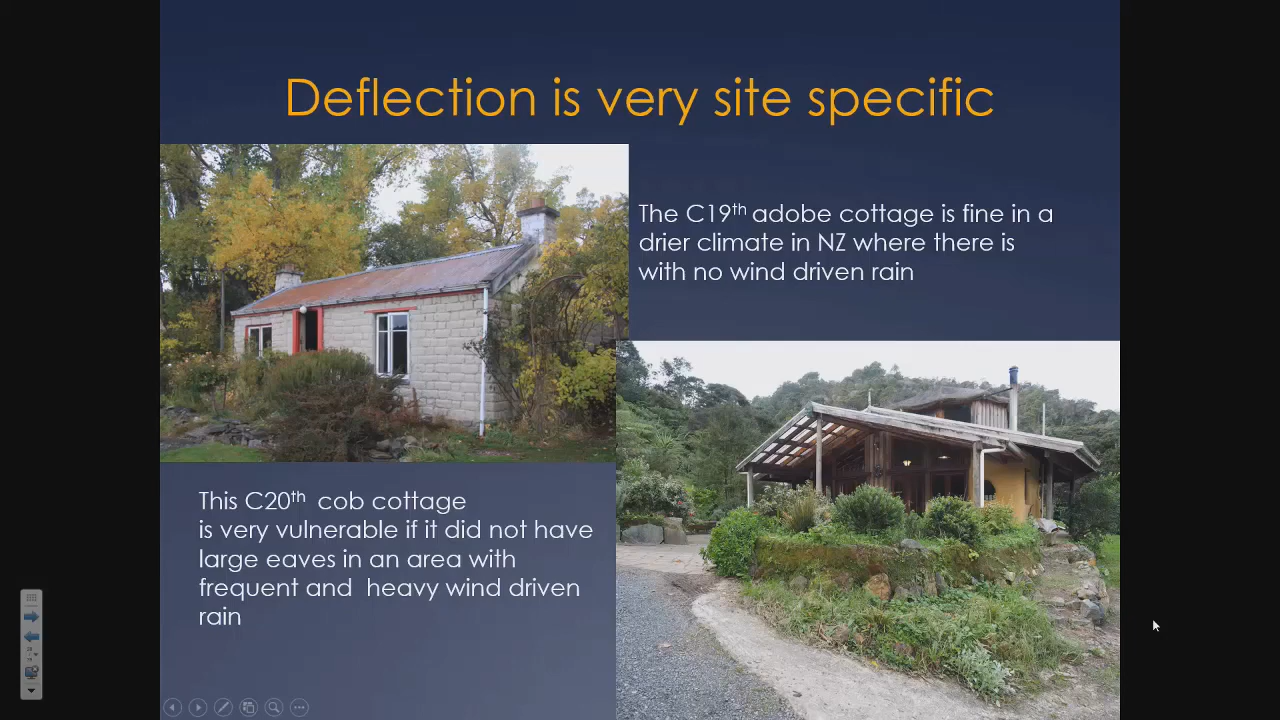 Deflection is very site specific
The C19th adobe cottage is fine in a
drier climate in NZ where there is
with no wind driven rain
This C20th cob cottage
is very vulnerable if it did not have
large eaves in an area with
frequent and heavy wind driven
rain